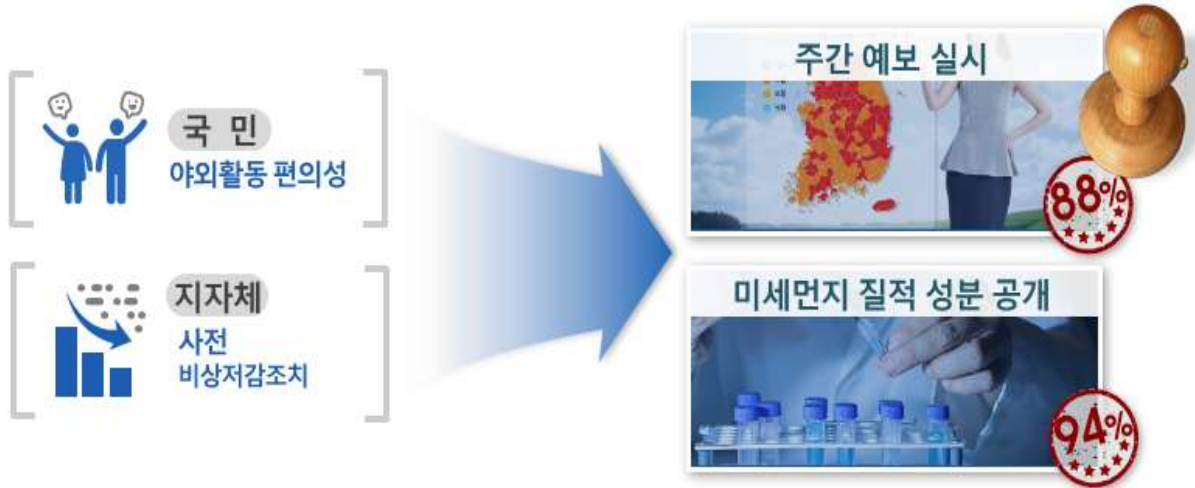 국 민
야외활동 편의성
지자체
사전
비상저감조치
주간 예보 실시
88%
미세먼지 질적 성분 공개
94%